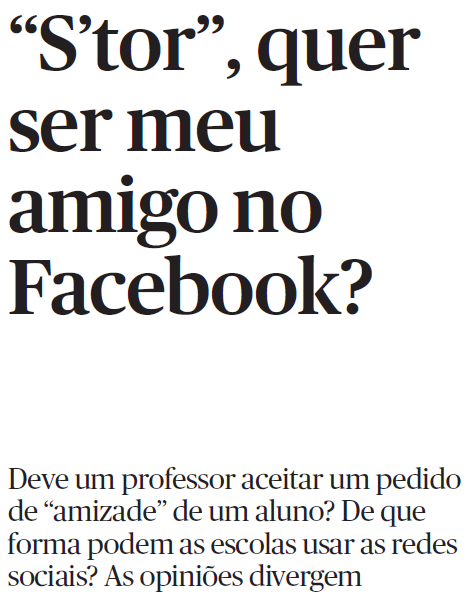 “S’tor”, quer
ser meu
amigo no
Facebook?
Deve um professor aceitar um pedido
de “amizade” de um aluno? De que
forma podem as escolas usar as redes
sociais? As opiniões divergem